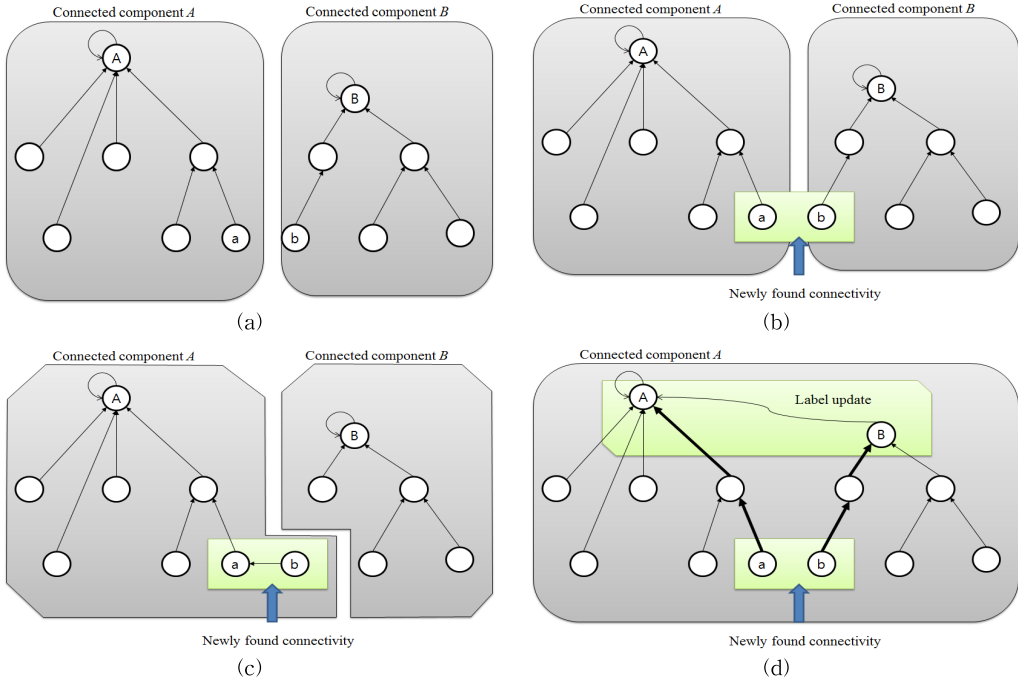 Connected component A
Connected component B
A
B
a
b
(a)
Connected component A
Connected component B
A
B
a
b
Newly found connectivity
(b)
Connected component A
Connected component B
A
B
a
b
Newly found connectivity
(c)
Connected component A
A
Label update
B
a
b
Newly found connectivity
(d)